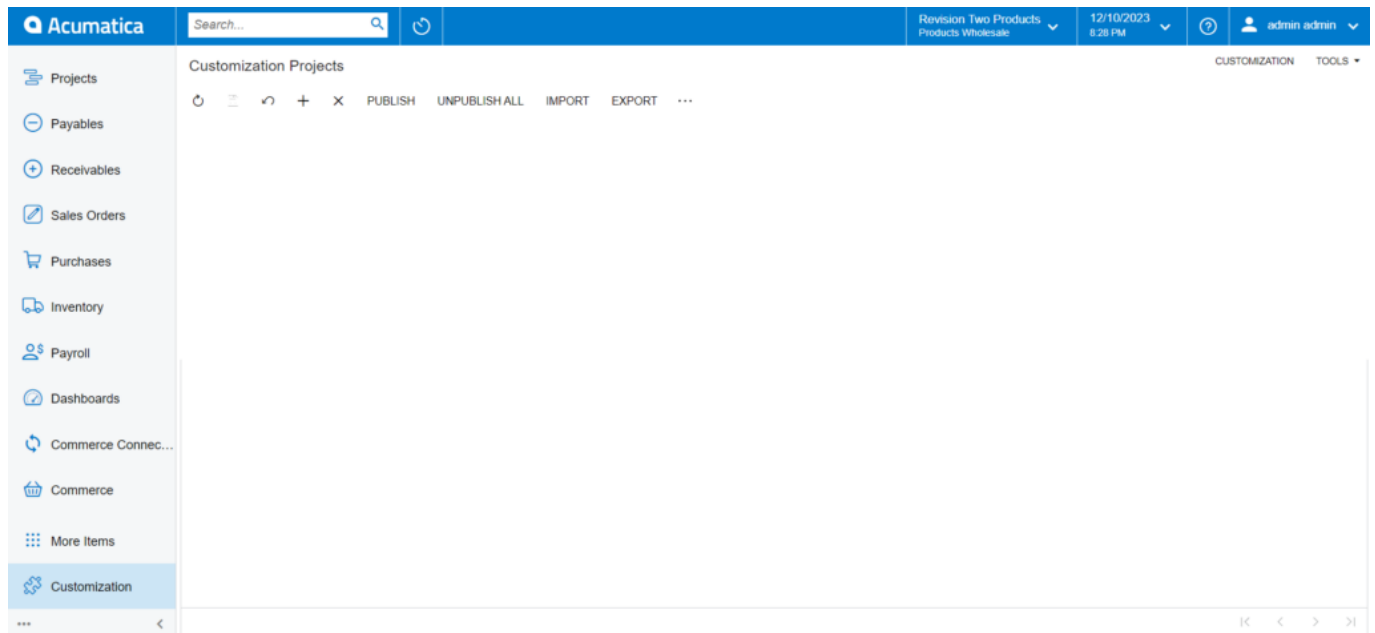 Acumatica
Search...
Revision Two Products
Products Wholesale
12/10/2023
8:28 PM
admin admin
Projects
Payables
Receivables
Sales Orders
Purchases
Inventory
Payroll
Dashboards
Commerce Connec...
Commerce
More Items
Customization
Customization Projects
CUSTOMIZATION TOOLS
PUBLISH UNPUBLISH ALL IMPORT EXPORT